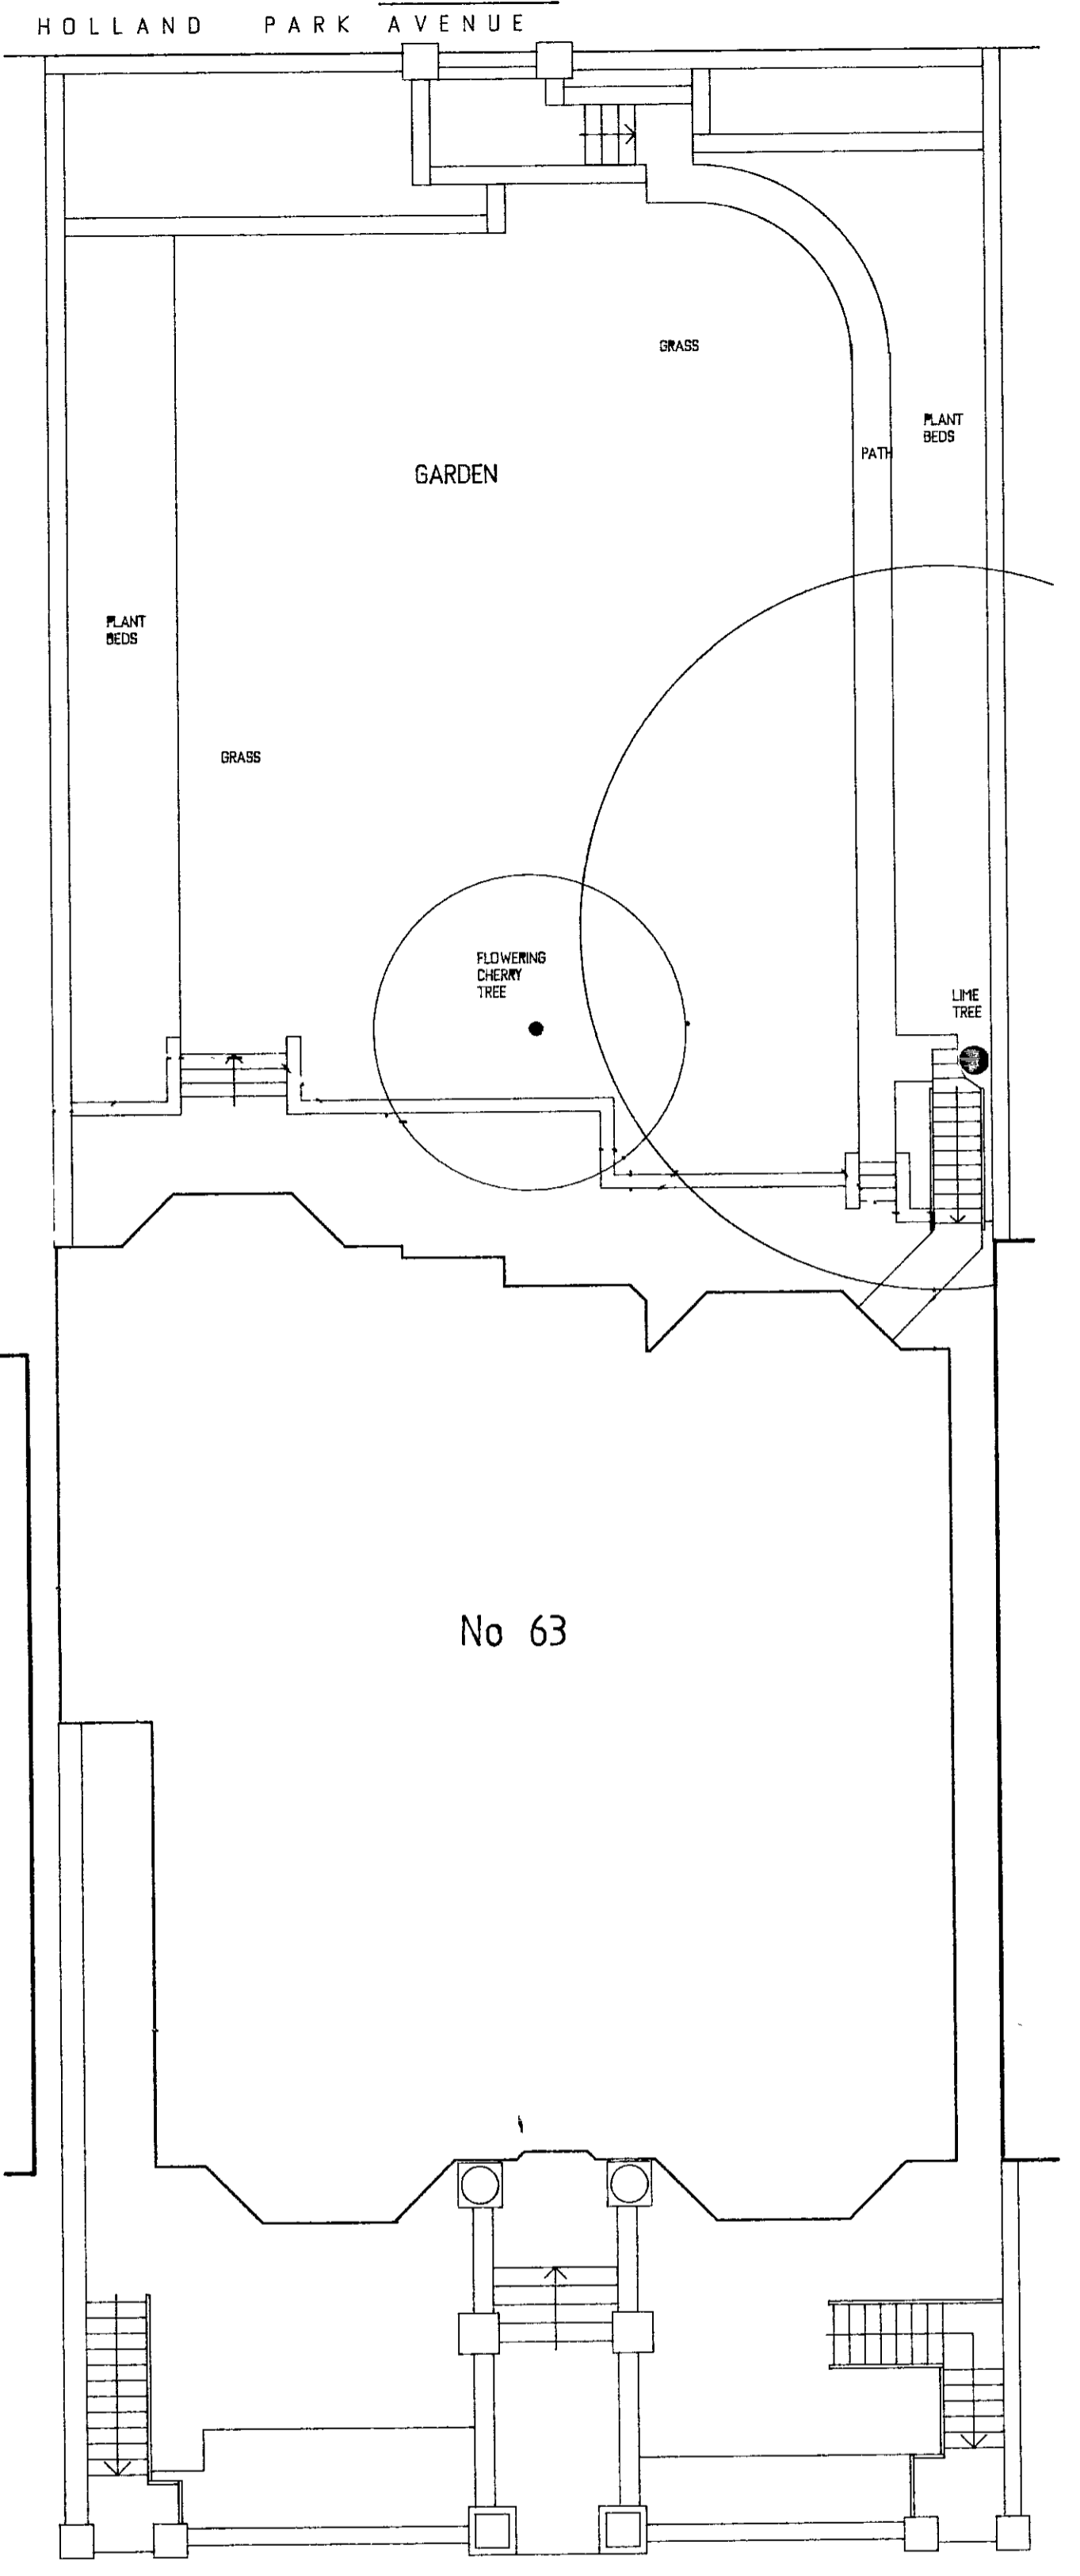 HOLLAND PARK AVENUE
GRASS
PLANT
BEDS
PATH
GARDEN
PLANT
BEDS
GRASS
FLOWERING
CHERRY
TREE
LIME
TREE
No 63